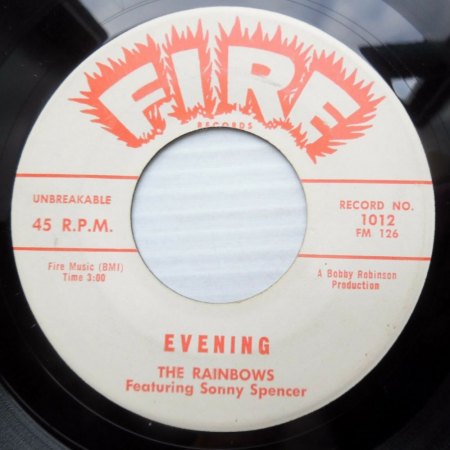 FIRE
RECORDS
UNBREAKABLE
45 R.P.M.
RECORD NO.
1012
FM 126
Fire Music (BMI)
Time 3:00
A Bobby Robinson
Production
EVENING
THE RAINBOWS
Featuring Sonny Spencer